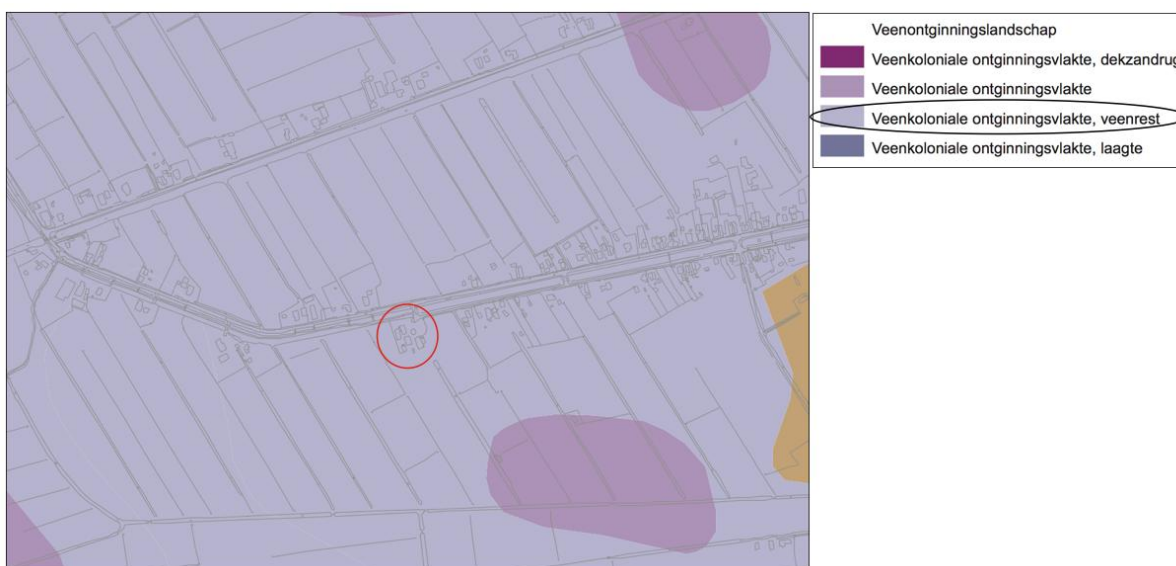 Veenontginningslandschap
Veenkoloniale ontginningsvlakte, dekzandrug
Veenkoloniale ontginningsvlakte
Veenkoloniale ontginningsvlakte, veenrest
Veenkoloniale ontginningsvlakte, laagte